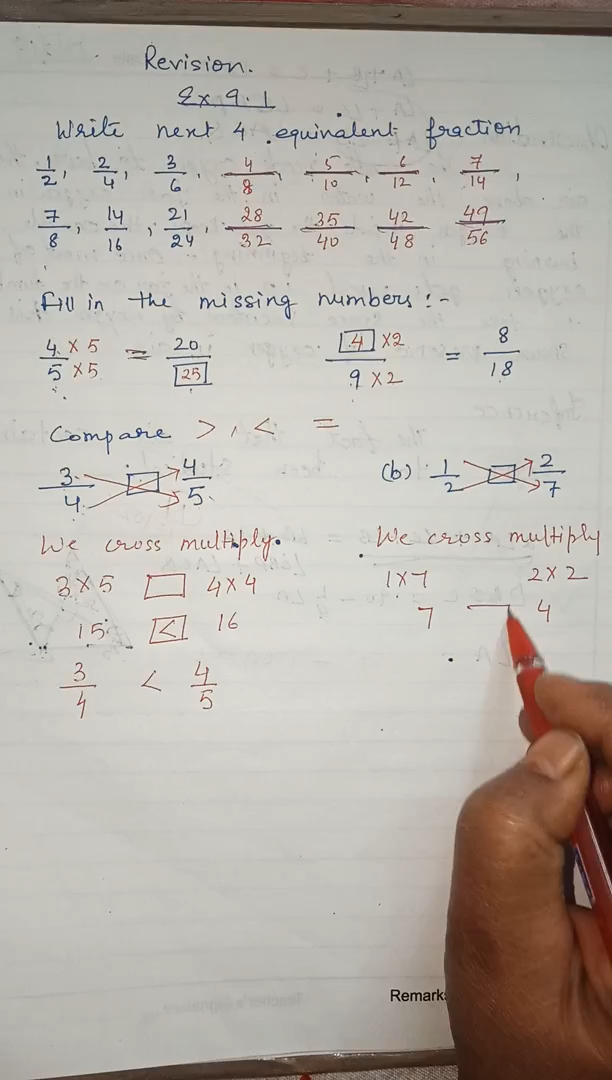 Revision.
Ex 9.1
Write next 4 equivalent fraction
1/2, 2/4, 3/6, 4/8, 5/10, 6/12, 7/14,
7/8, 14/16, 21/24, 28/32 35/40 42/48 49/56
Fill in the missing numbers :-
4 × 5 / 5 × 5 = 20/25 4 × 2 / 9 × 2 = 8/18
Compare >, < =
3/4 4/5 (b) 1/2 2/7
We cross multiply. We cross multiply
3 × 5 4 × 4 1 × 7 2 × 2
15 < 16 7 4
3/4 < 4/5
Remarks